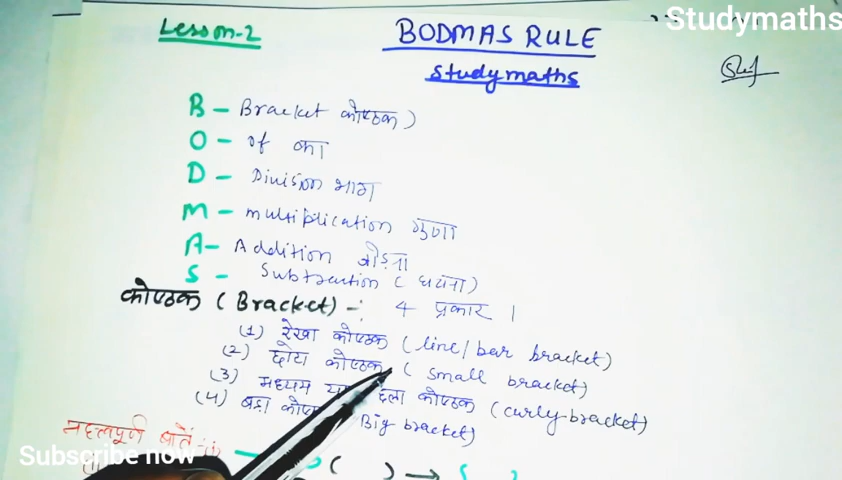 Studymaths
Lesson-2 BODMAS RULE
studymaths
B - Bracket कोष्ठक)
O - of का
D - Division भाग
M - multiplication गुणा
A - Addition जोड़ना
S - Subtraction ( घटाना)
कोष्ठक (Bracket) -: 4 प्रकार ।
(1) रेखा कोष्ठक (line/bar bracket)
(2) छोटा कोष्ठक ( small bracket)
(3) मध्यम कोष्ठक (curly bracket)
(4) बड़ा Big bracket)
महत्वपूर्ण बातें
( ) →
Subscribe now